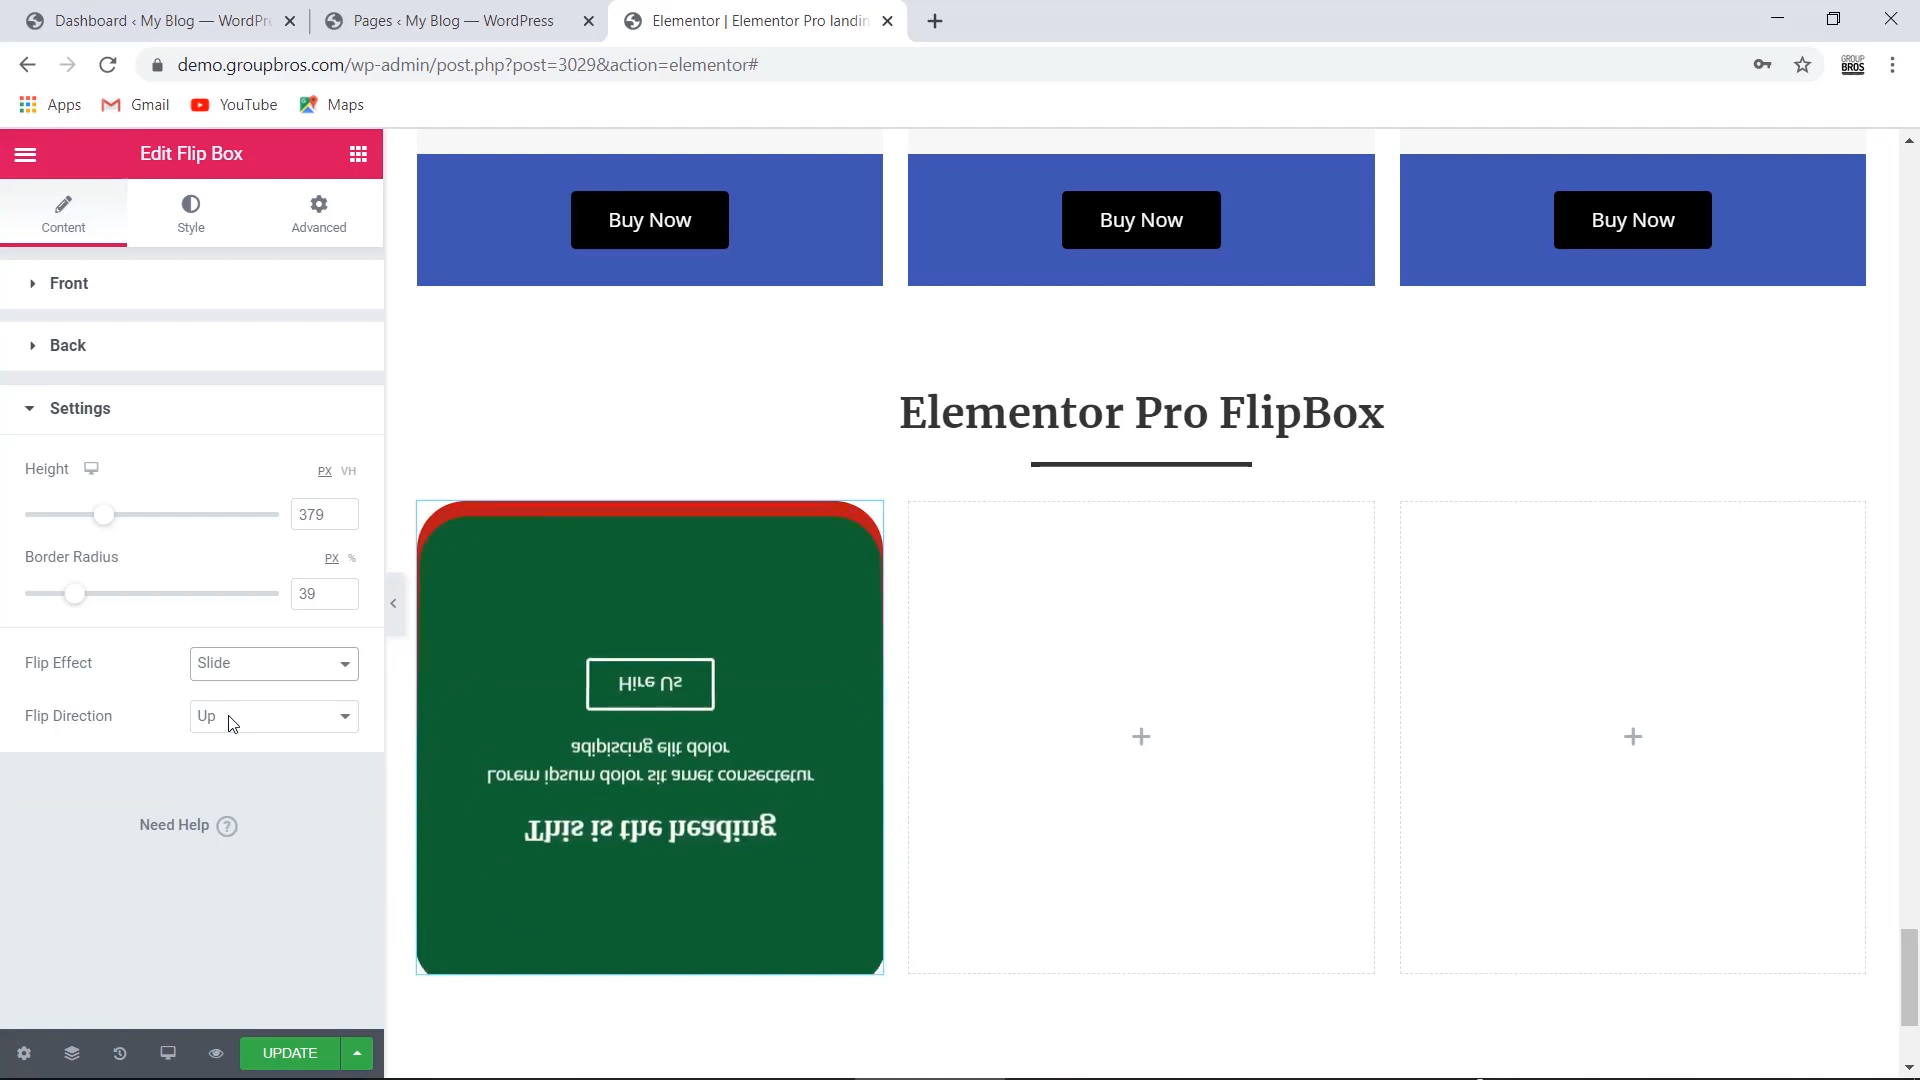 Dashboard ‹ My Blog — WordPre
Pages ‹ My Blog — WordPress
Elementor | Elementor Pro landin
demo.groupbros.com/wp-admin/post.php?post=3029&action=elementor#
GROUP
BROS
Apps
Gmail
YouTube
Maps
Edit Flip Box
Content
Style
Advanced
Front
Back
Settings
Height
PX VH
379
Border Radius
PX %
39
Flip Effect
Slide
Flip Direction
Up
Need Help ?
UPDATE
Buy Now
Buy Now
Buy Now
Elementor Pro FlipBox
Hire Us
adipiscing elit dolor
Lorem ipsum dolor sit amet consectetur
This is the heading